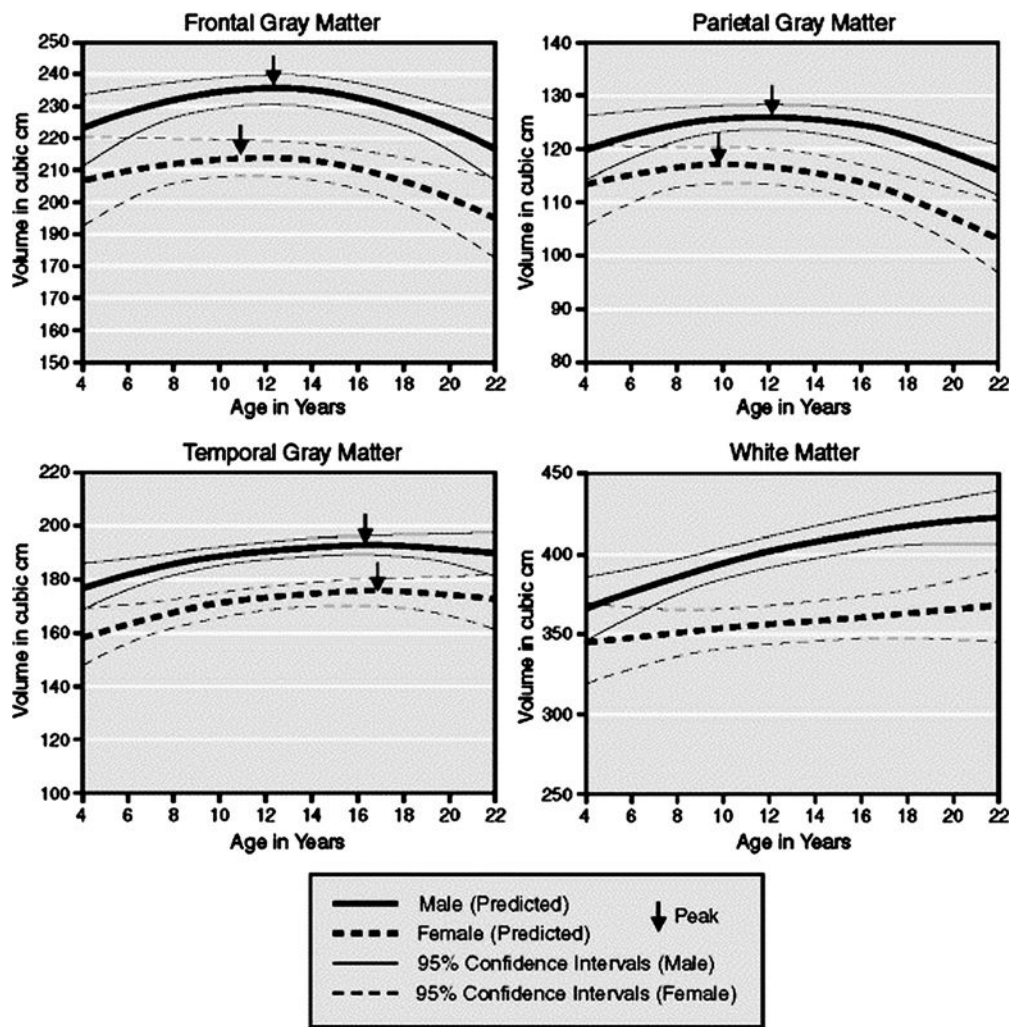 Frontal Gray Matter
Volume in cubic cm
250
240
230
220
210
200
190
180
170
160
150
4 6 8 10 12 14 16 18 20 22
Age in Years
Parietal Gray Matter
Volume in cubic cm
140
130
120
110
100
90
80
4 6 8 10 12 14 16 18 20 22
Age in Years
Temporal Gray Matter
Volume in cubic cm
220
200
180
160
140
120
100
4 6 8 10 12 14 16 18 20 22
Age in Years
White Matter
Volume in cubic cm
450
400
350
300
250
4 6 8 10 12 14 16 18 20 22
Age in Years
Male (Predicted)
Peak
Female (Predicted)
95% Confidence Intervals (Male)
95% Confidence Intervals (Female)